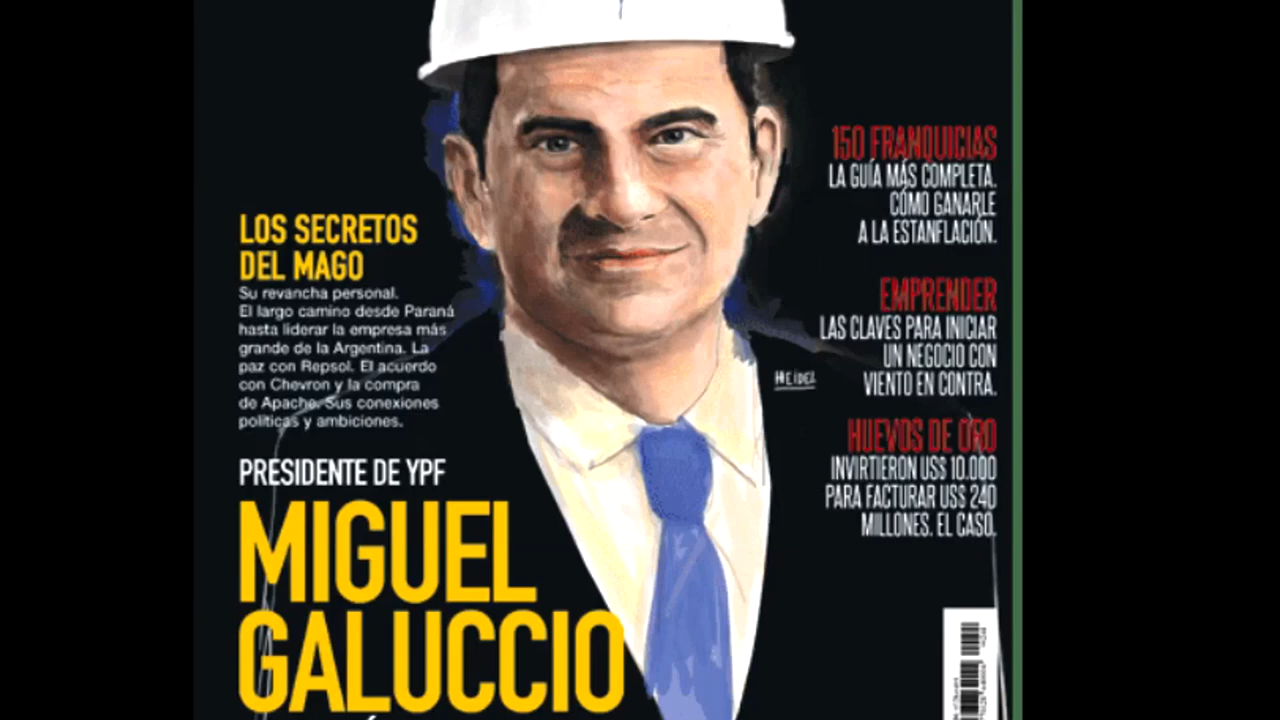 LOS SECRETOS
DEL MAGO
Su revancha personal.
El largo camino desde Paraná
hasta liderar la empresa más
grande de la Argentina. La
paz con Repsol. El acuerdo
con Chevron y la compra
de Apache. Sus conexiones
políticas y ambiciones.
PRESIDENTE DE YPF
MIGUEL
GALUCCIO
HEIDEL
150 FRANQUICIAS
LA GUÍA MÁS COMPLETA.
CÓMO GANARLE
A LA ESTANFLACIÓN.
EMPRENDER
LAS CLAVES PARA INICIAR
UN NEGOCIO CON
VIENTO EN CONTRA.
HUEVOS DE ORO
INVIRTIERON US$ 10.000
PARA FACTURAR US$ 240
MILLONES. EL CASO.